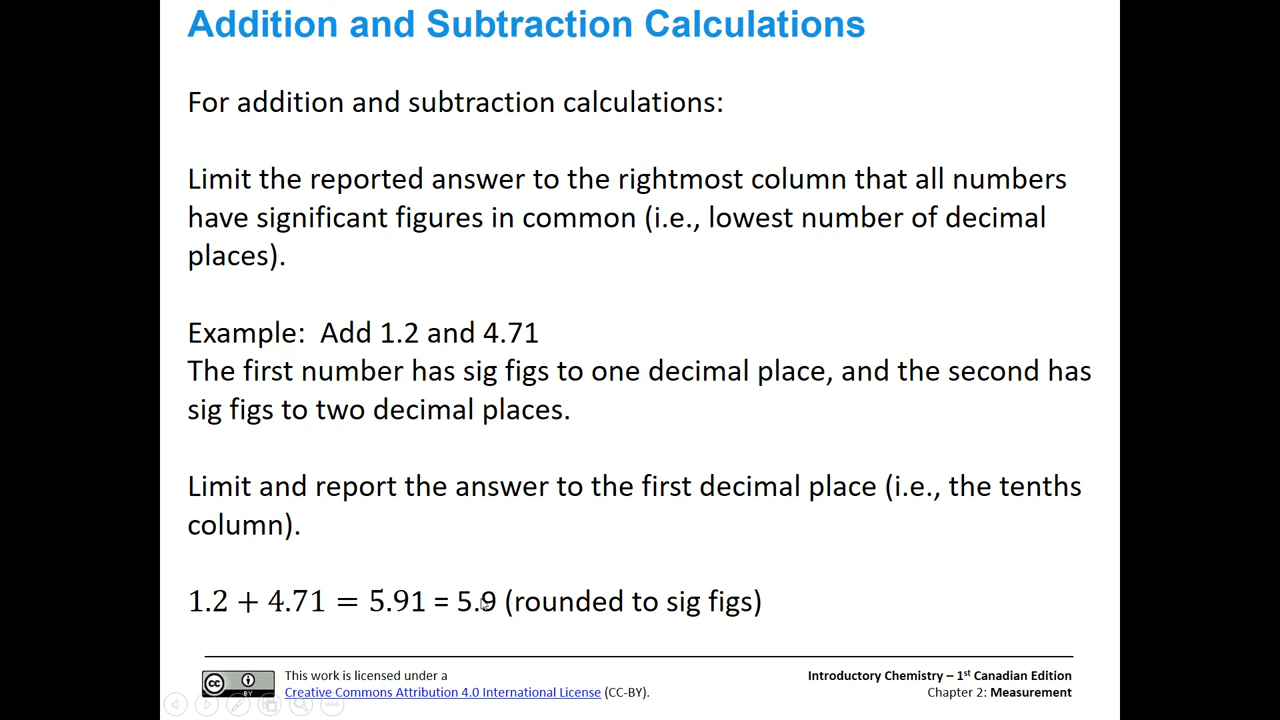 Addition and Subtraction Calculations
For addition and subtraction calculations:
Limit the reported answer to the rightmost column that all numbers
have significant figures in common (i.e., lowest number of decimal
places).
Example: Add 1.2 and 4.71
The first number has sig figs to one decimal place, and the second has
sig figs to two decimal places.
Limit and report the answer to the first decimal place (i.e., the tenths
column).
1.2 + 4.71 = 5.91 = 5.9 (rounded to sig figs)
cc BY
This work is licensed under a
Creative Commons Attribution 4.0 International License (CC-BY).
Introductory Chemistry – 1st Canadian Edition
Chapter 2: Measurement